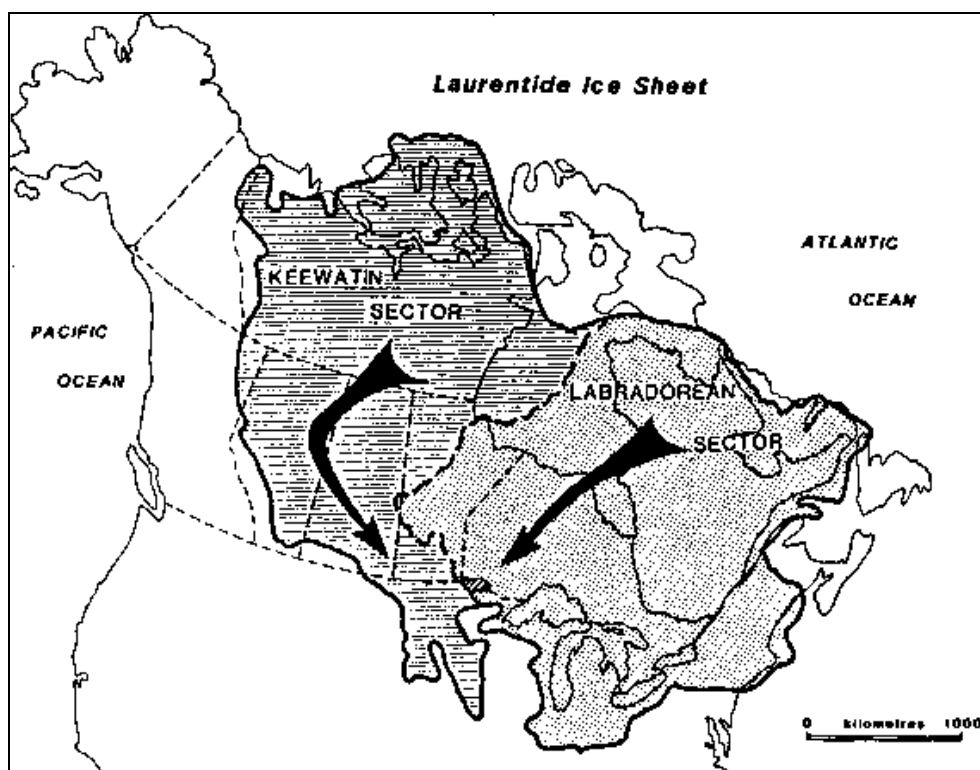 Laurentide Ice Sheet
ATLANTIC
OCEAN
KEEWATIN
SECTOR
PACIFIC
OCEAN
LABRADOREAN
SECTOR
0 kilometres 1000